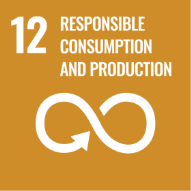 12 RESPONSIBLE
CONSUMPTION
AND PRODUCTION